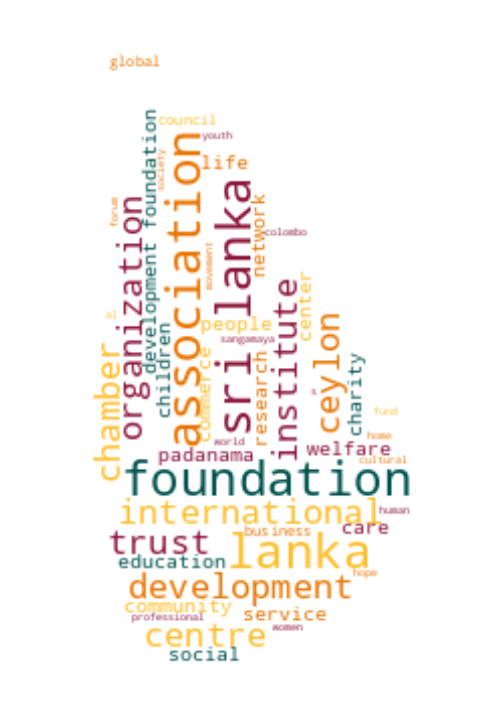 global
council
youth
society
life
development foundation
association
sri lanka
network
forum
organization
colombo
movement
institute
center
children
people
ceylon
sangamaya
chamber
commerce
research
charity
fund
world
home
padanama
welfare
cultural
foundation
international
human
care
business
trust
lanka
education
hope
development
community
service
professional
women
centre
social